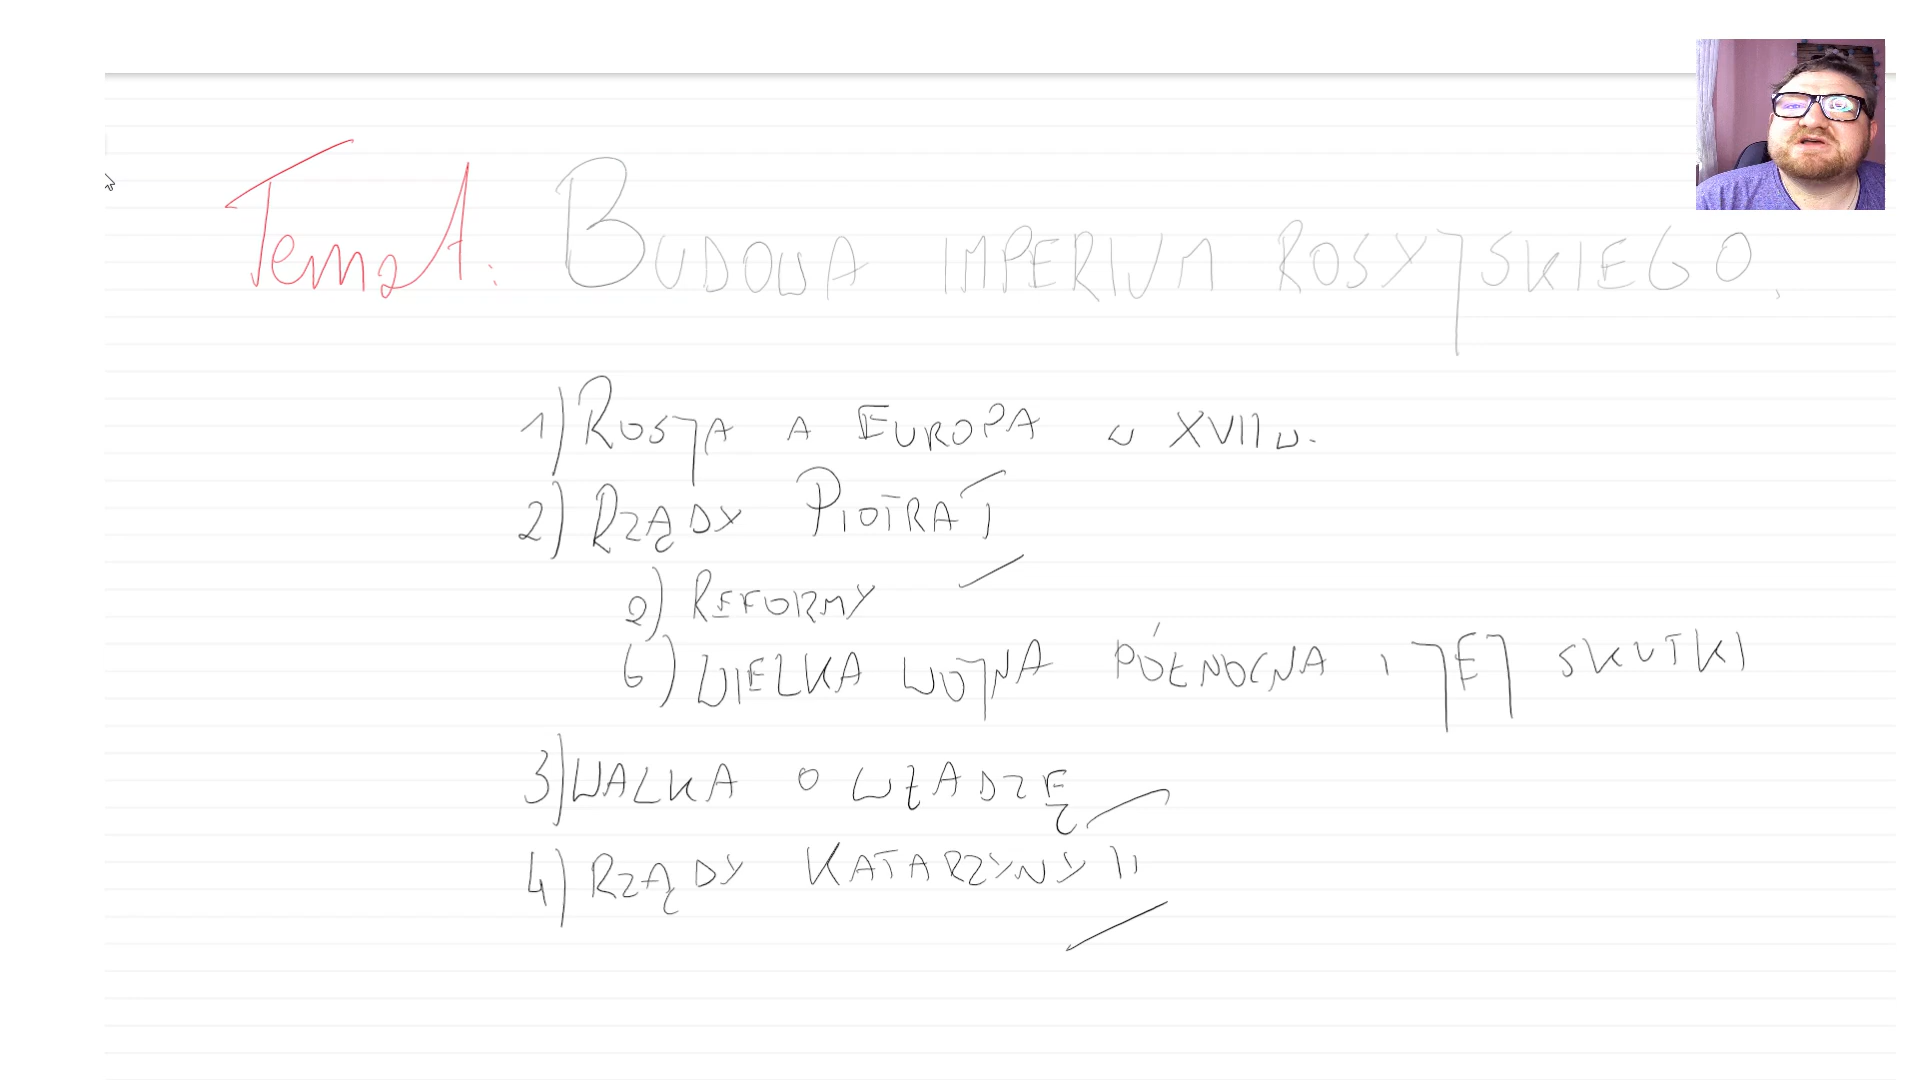 Temat: BUDOWA IMPERIUM ROSYJSKIEGO.
1) ROSJA A EUROPA W XVII W.
2) RZĄDY PIOTRA I
a) REFORMY
b) WIELKA WOJNA PÓŁNOCNA I JEJ SKUTKI
3) WALKA O WŁADZĘ
4) RZĄDY KATARZYNY II